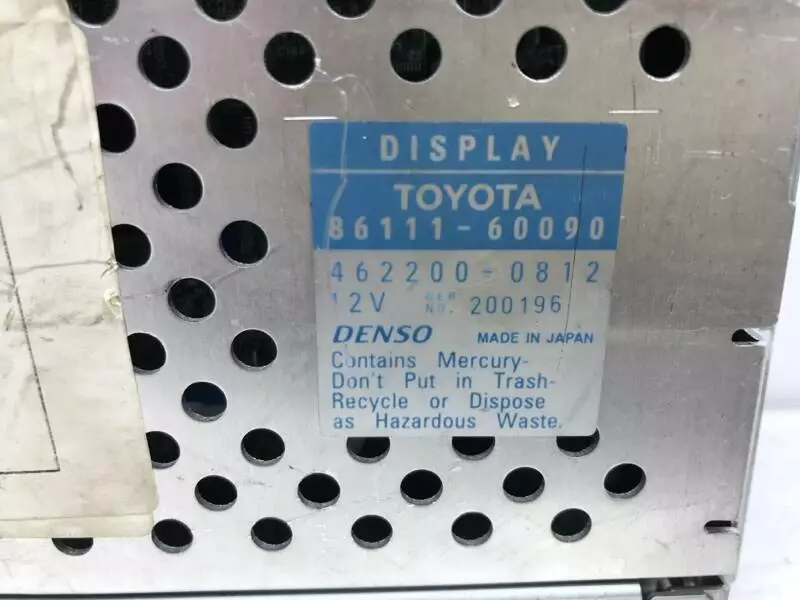 DISPLAY
TOYOTA
86111-60090
462200-0812
12V SER NO. 200196
DENSO MADE IN JAPAN
Contains Mercury-
Don't Put in Trash-
Recycle or Dispose
as Hazardous Waste.